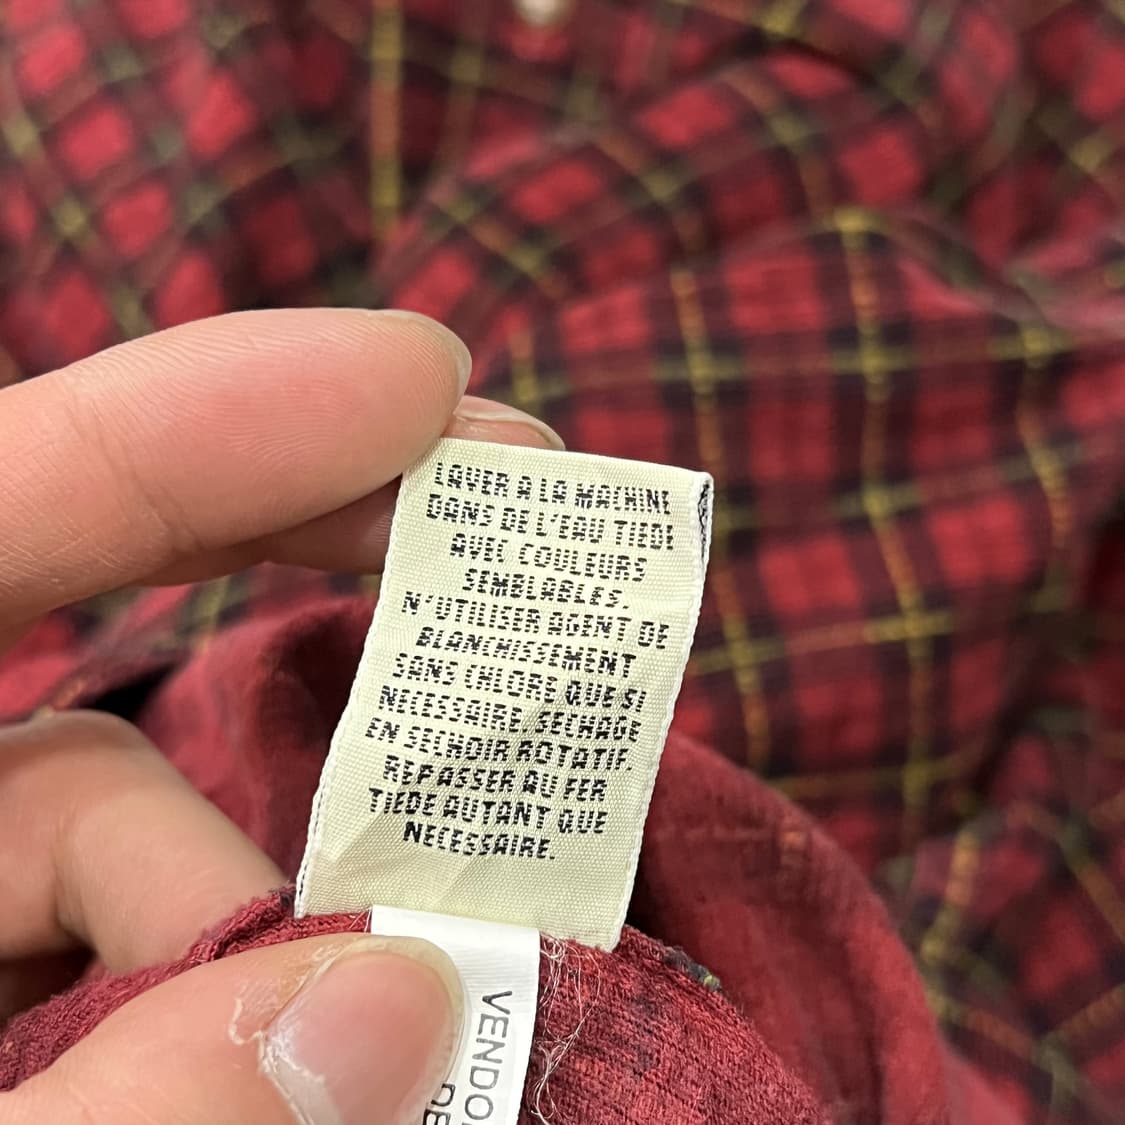 LAVER A LA MACHINE
DANS DE L'EAU TIEDE
AVEC COULEURS
SEMBLABLES.
N'UTILISER AGENT DE
BLANCHISSEMENT
SANS CHLORE QUE SI
NECESSAIRE. SECHAGE
EN SECHOIR ROTATIF.
REPASSER AU FER
TIEDE AUTANT QUE
NECESSAIRE.
VENDO
DE